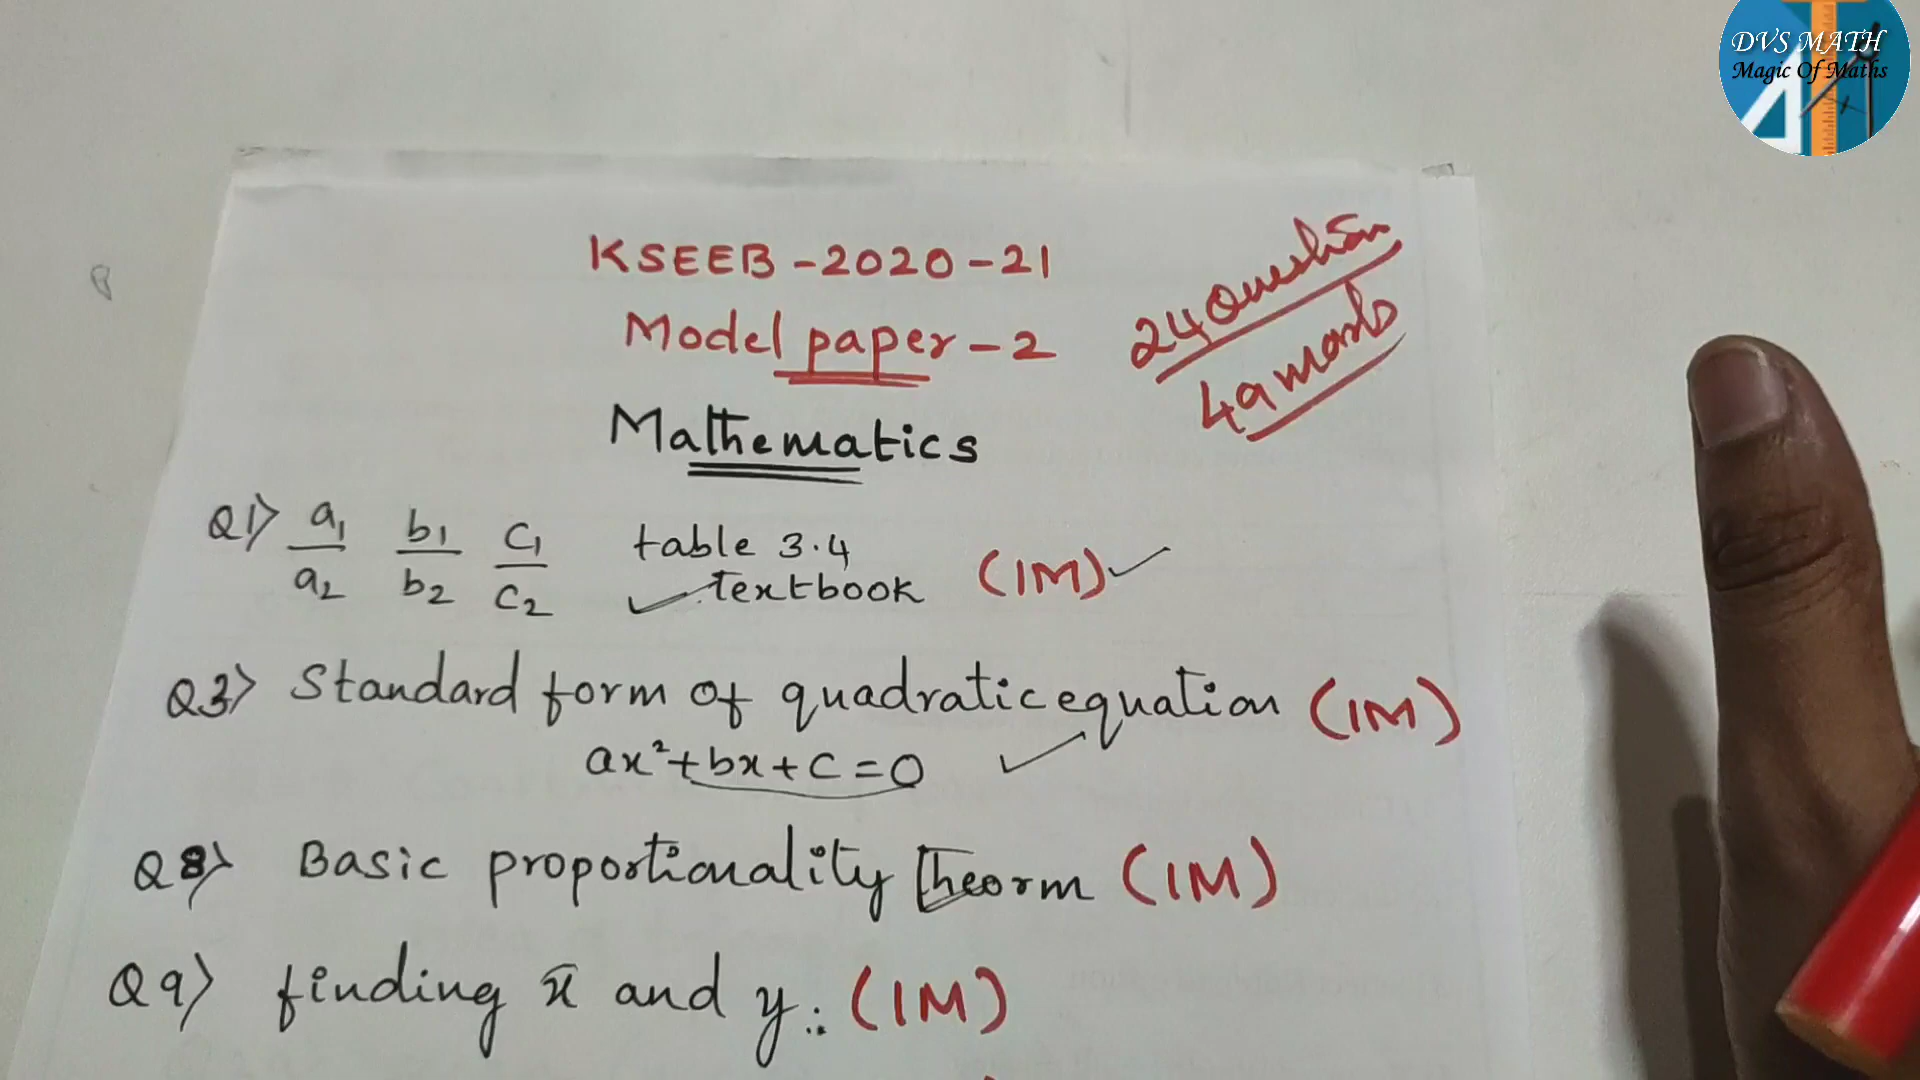 DVS MATH
Magic Of Maths
KSEEB-2020-21
Model paper-2
24 Question
49 marks
Mathematics
Q1> a1/a2 b1/b2 c1/c2 table 3.4
Textbook (1M)
Q3> Standard form of quadratic equation (1M)
ax²+bx+c=0
Q8> Basic proportionality Theorm (1M)
Q9> finding x and y: (1M)